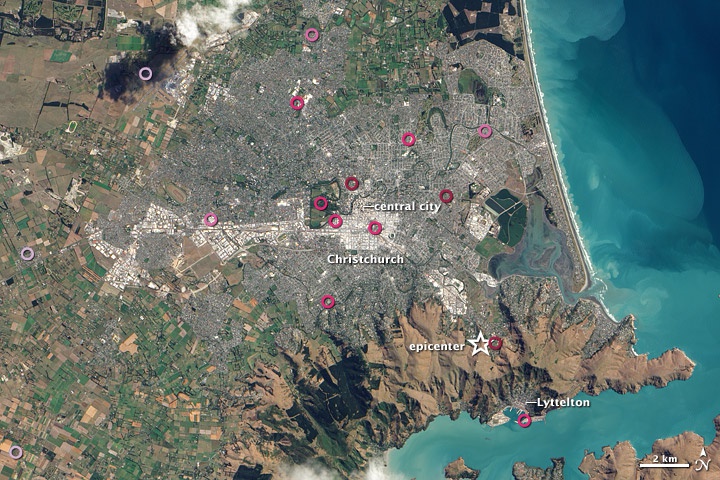 central city
Christchurch
epicenter
Lyttelton
2 km
N